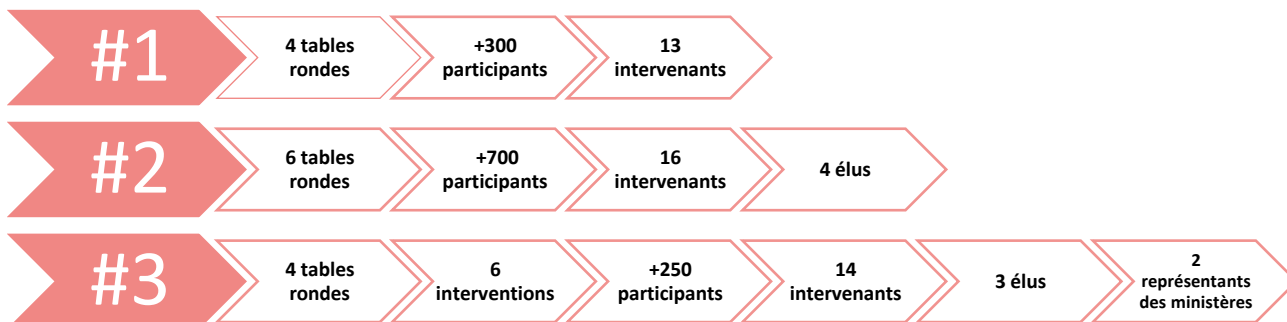 #1
4 tables
rondes
+300
participants
13
intervenants
#2
6 tables
rondes
+700
participants
16
intervenants
4 élus
#3
4 tables
rondes
6
interventions
+250
participants
14
intervenants
3 élus
2
représentants
des ministères